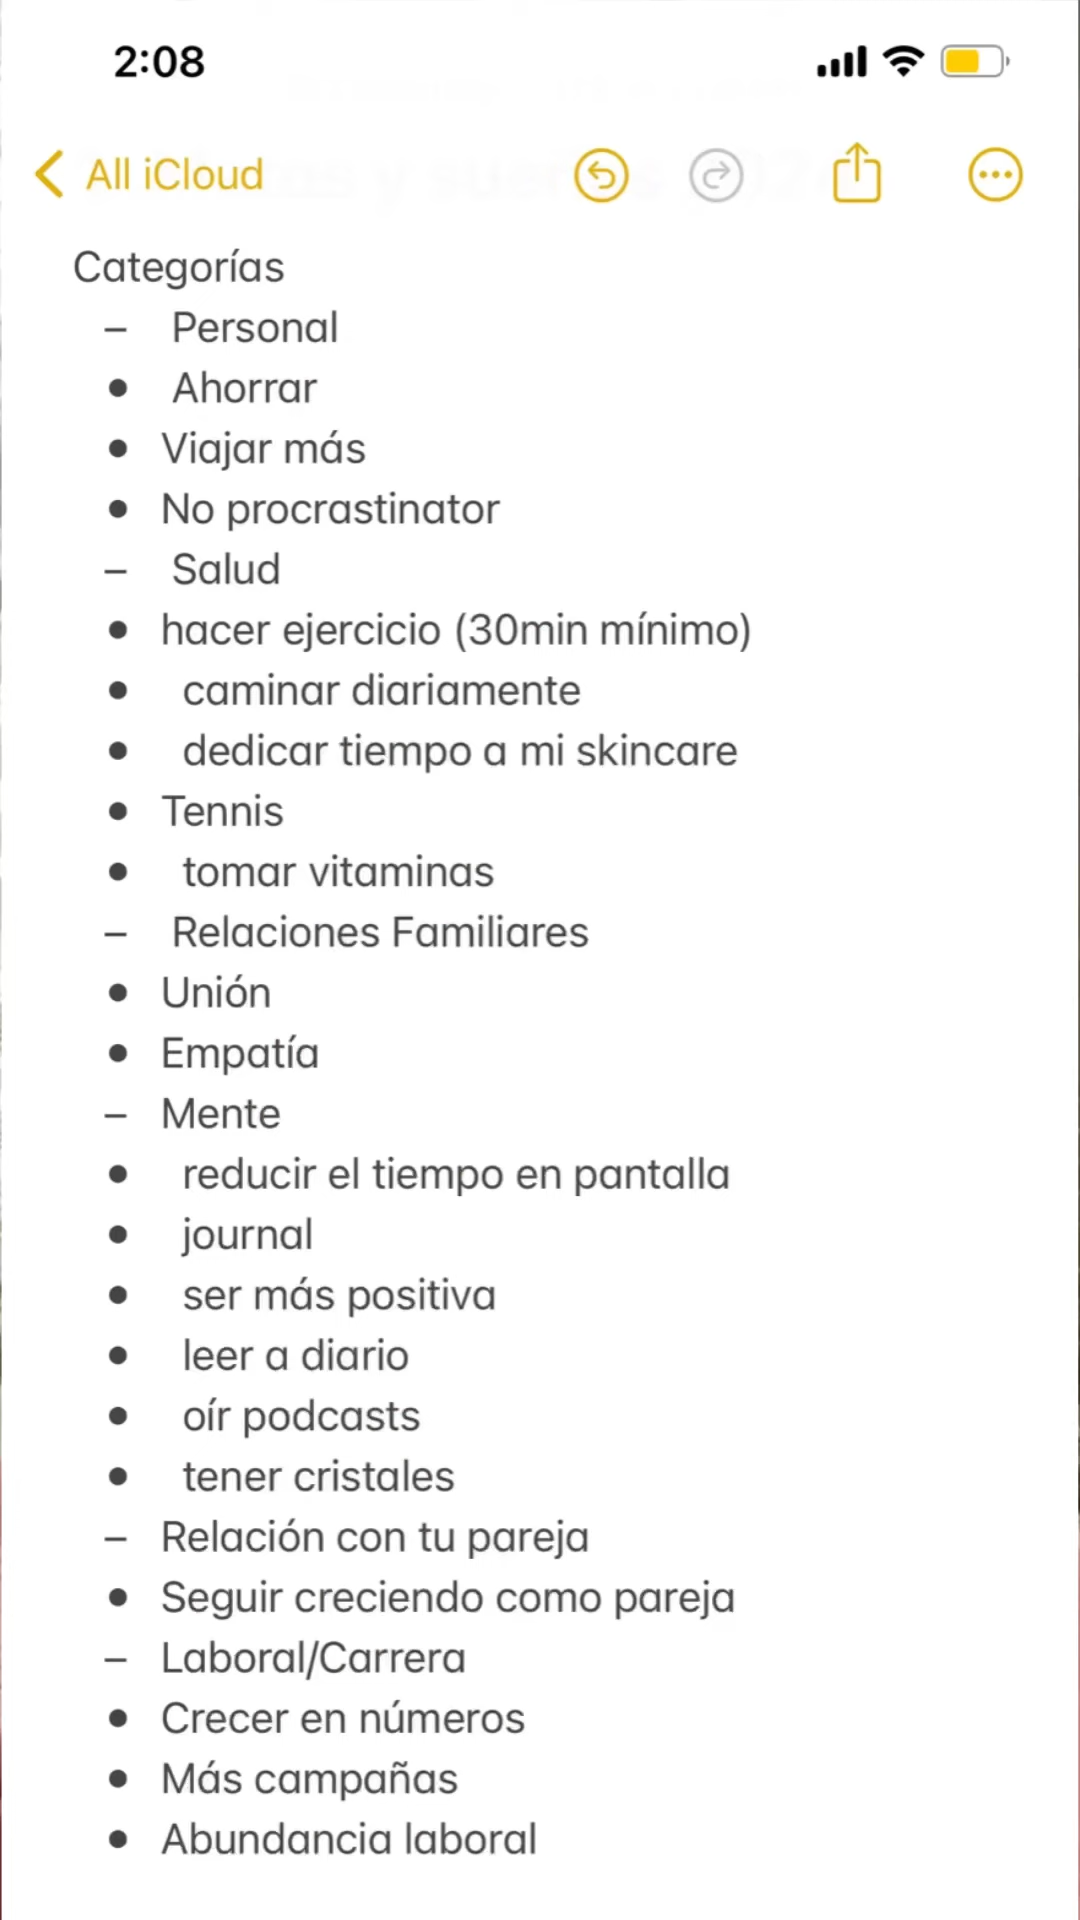 2:08
All iCloud
Categorías
– Personal
• Ahorrar
• Viajar más
• No procrastinator
– Salud
• hacer ejercicio (30min mínimo)
• caminar diariamente
• dedicar tiempo a mi skincare
• Tennis
• tomar vitaminas
– Relaciones Familiares
• Unión
• Empatía
– Mente
• reducir el tiempo en pantalla
• journal
• ser más positiva
• leer a diario
• oír podcasts
• tener cristales
– Relación con tu pareja
• Seguir creciendo como pareja
– Laboral/Carrera
• Crecer en números
• Más campañas
• Abundancia laboral